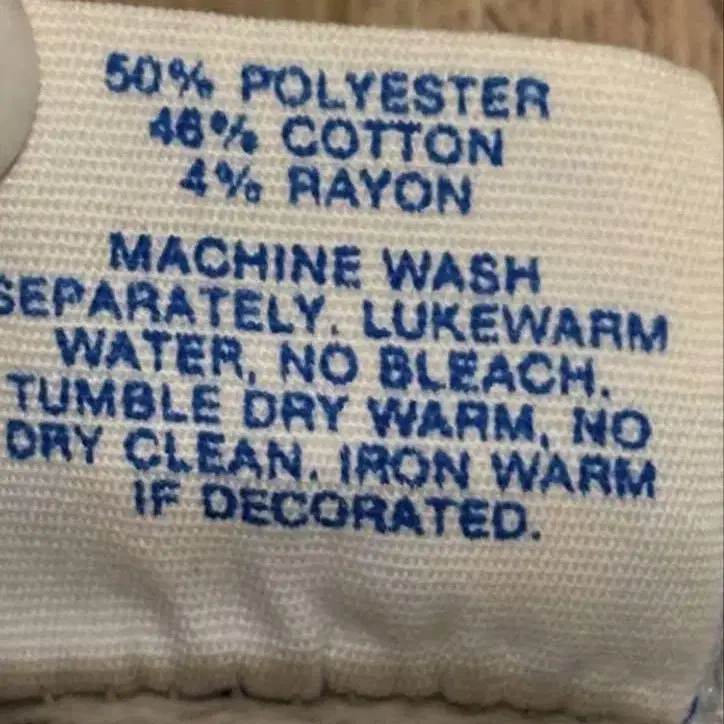 50% POLYESTER
46% COTTON
4% RAYON
MACHINE WASH
SEPARATELY. LUKEWARM
WATER, NO BLEACH.
TUMBLE DRY WARM, NO
DRY CLEAN. IRON WARM
IF DECORATED.